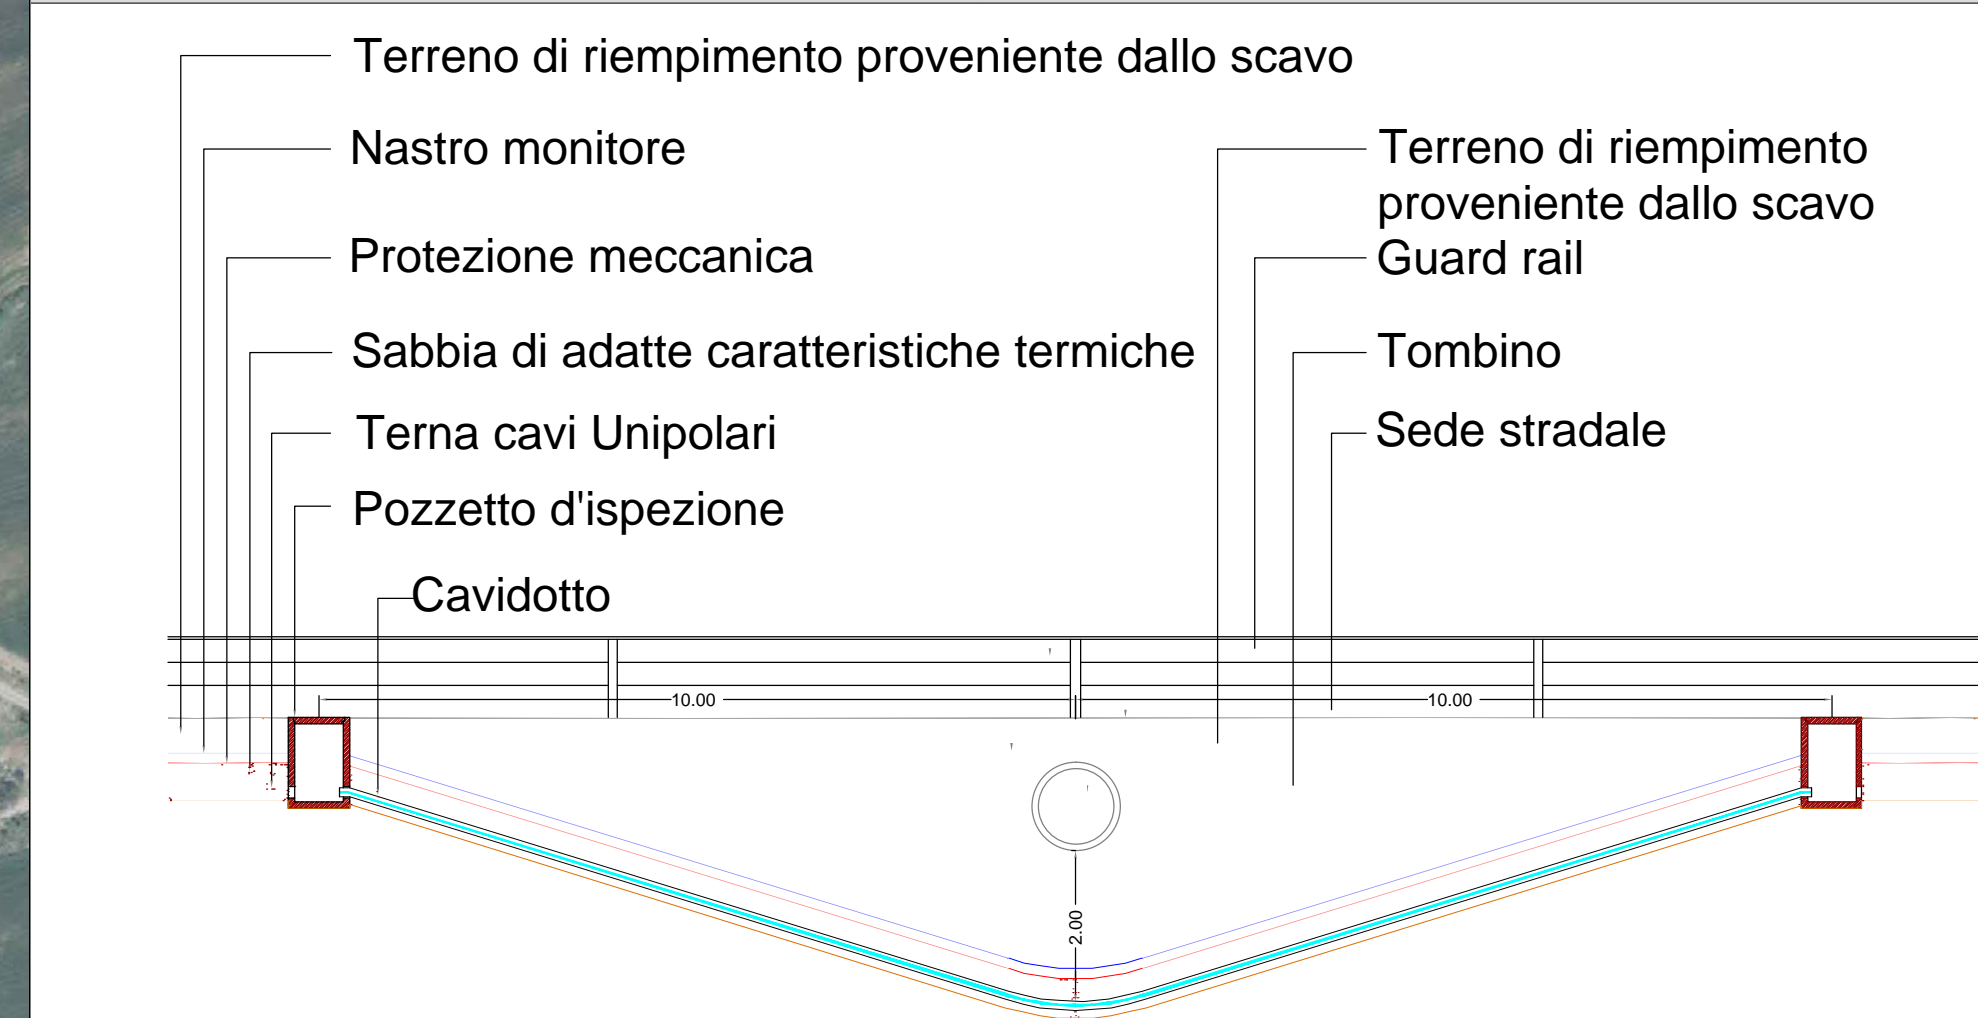 Terreno di riempimento proveniente dallo scavo
Nastro monitore
Protezione meccanica
Sabbia di adatte caratteristiche termiche
Terna cavi Unipolari
Pozzetto d'ispezione
Cavidotto
Terreno di riempimento
proveniente dallo scavo
Guard rail
Tombino
Sede stradale
10.00
10.00
2.00